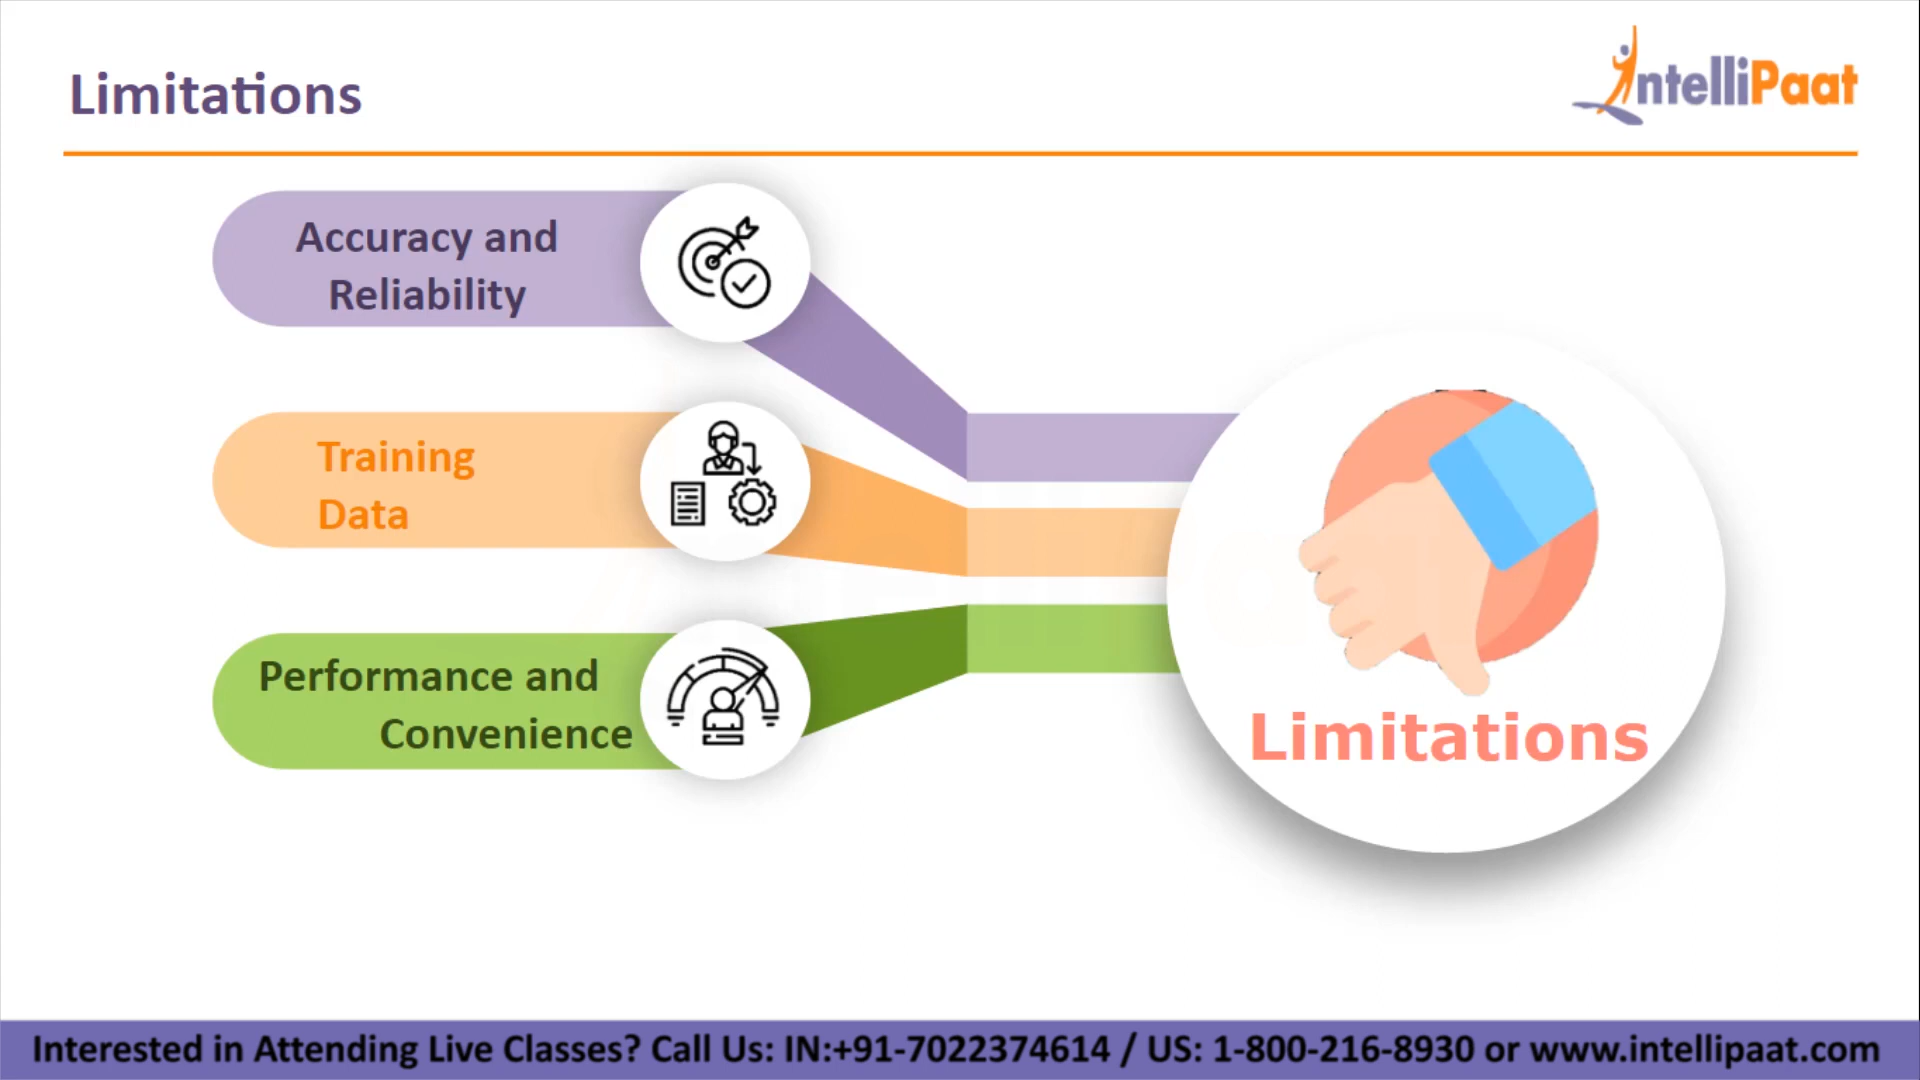 Limitations
IntelliPaat
Accuracy and
Reliability
Training
Data
Performance and
Convenience
Limitations
Interested in Attending Live Classes? Call Us: IN:+91-7022374614 / US: 1-800-216-8930 or www.intellipaat.com